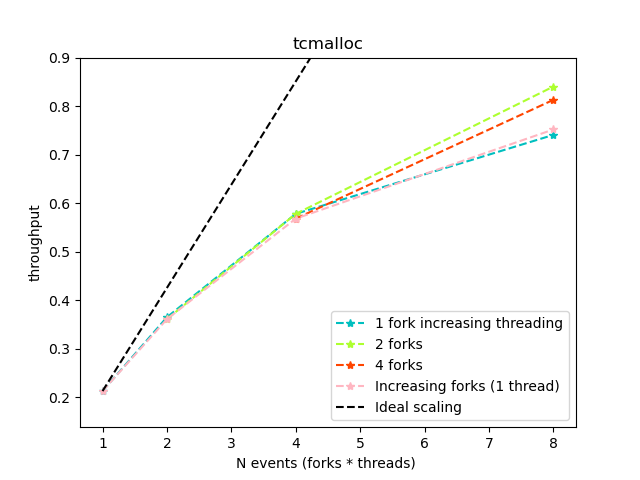 tcmalloc
0.9
0.8
0.7
0.6
0.5
0.4
0.3
0.2
throughput
1 fork increasing threading
2 forks
4 forks
Increasing forks (1 thread)
Ideal scaling
1 2 3 4 5 6 7 8
N events (forks * threads)